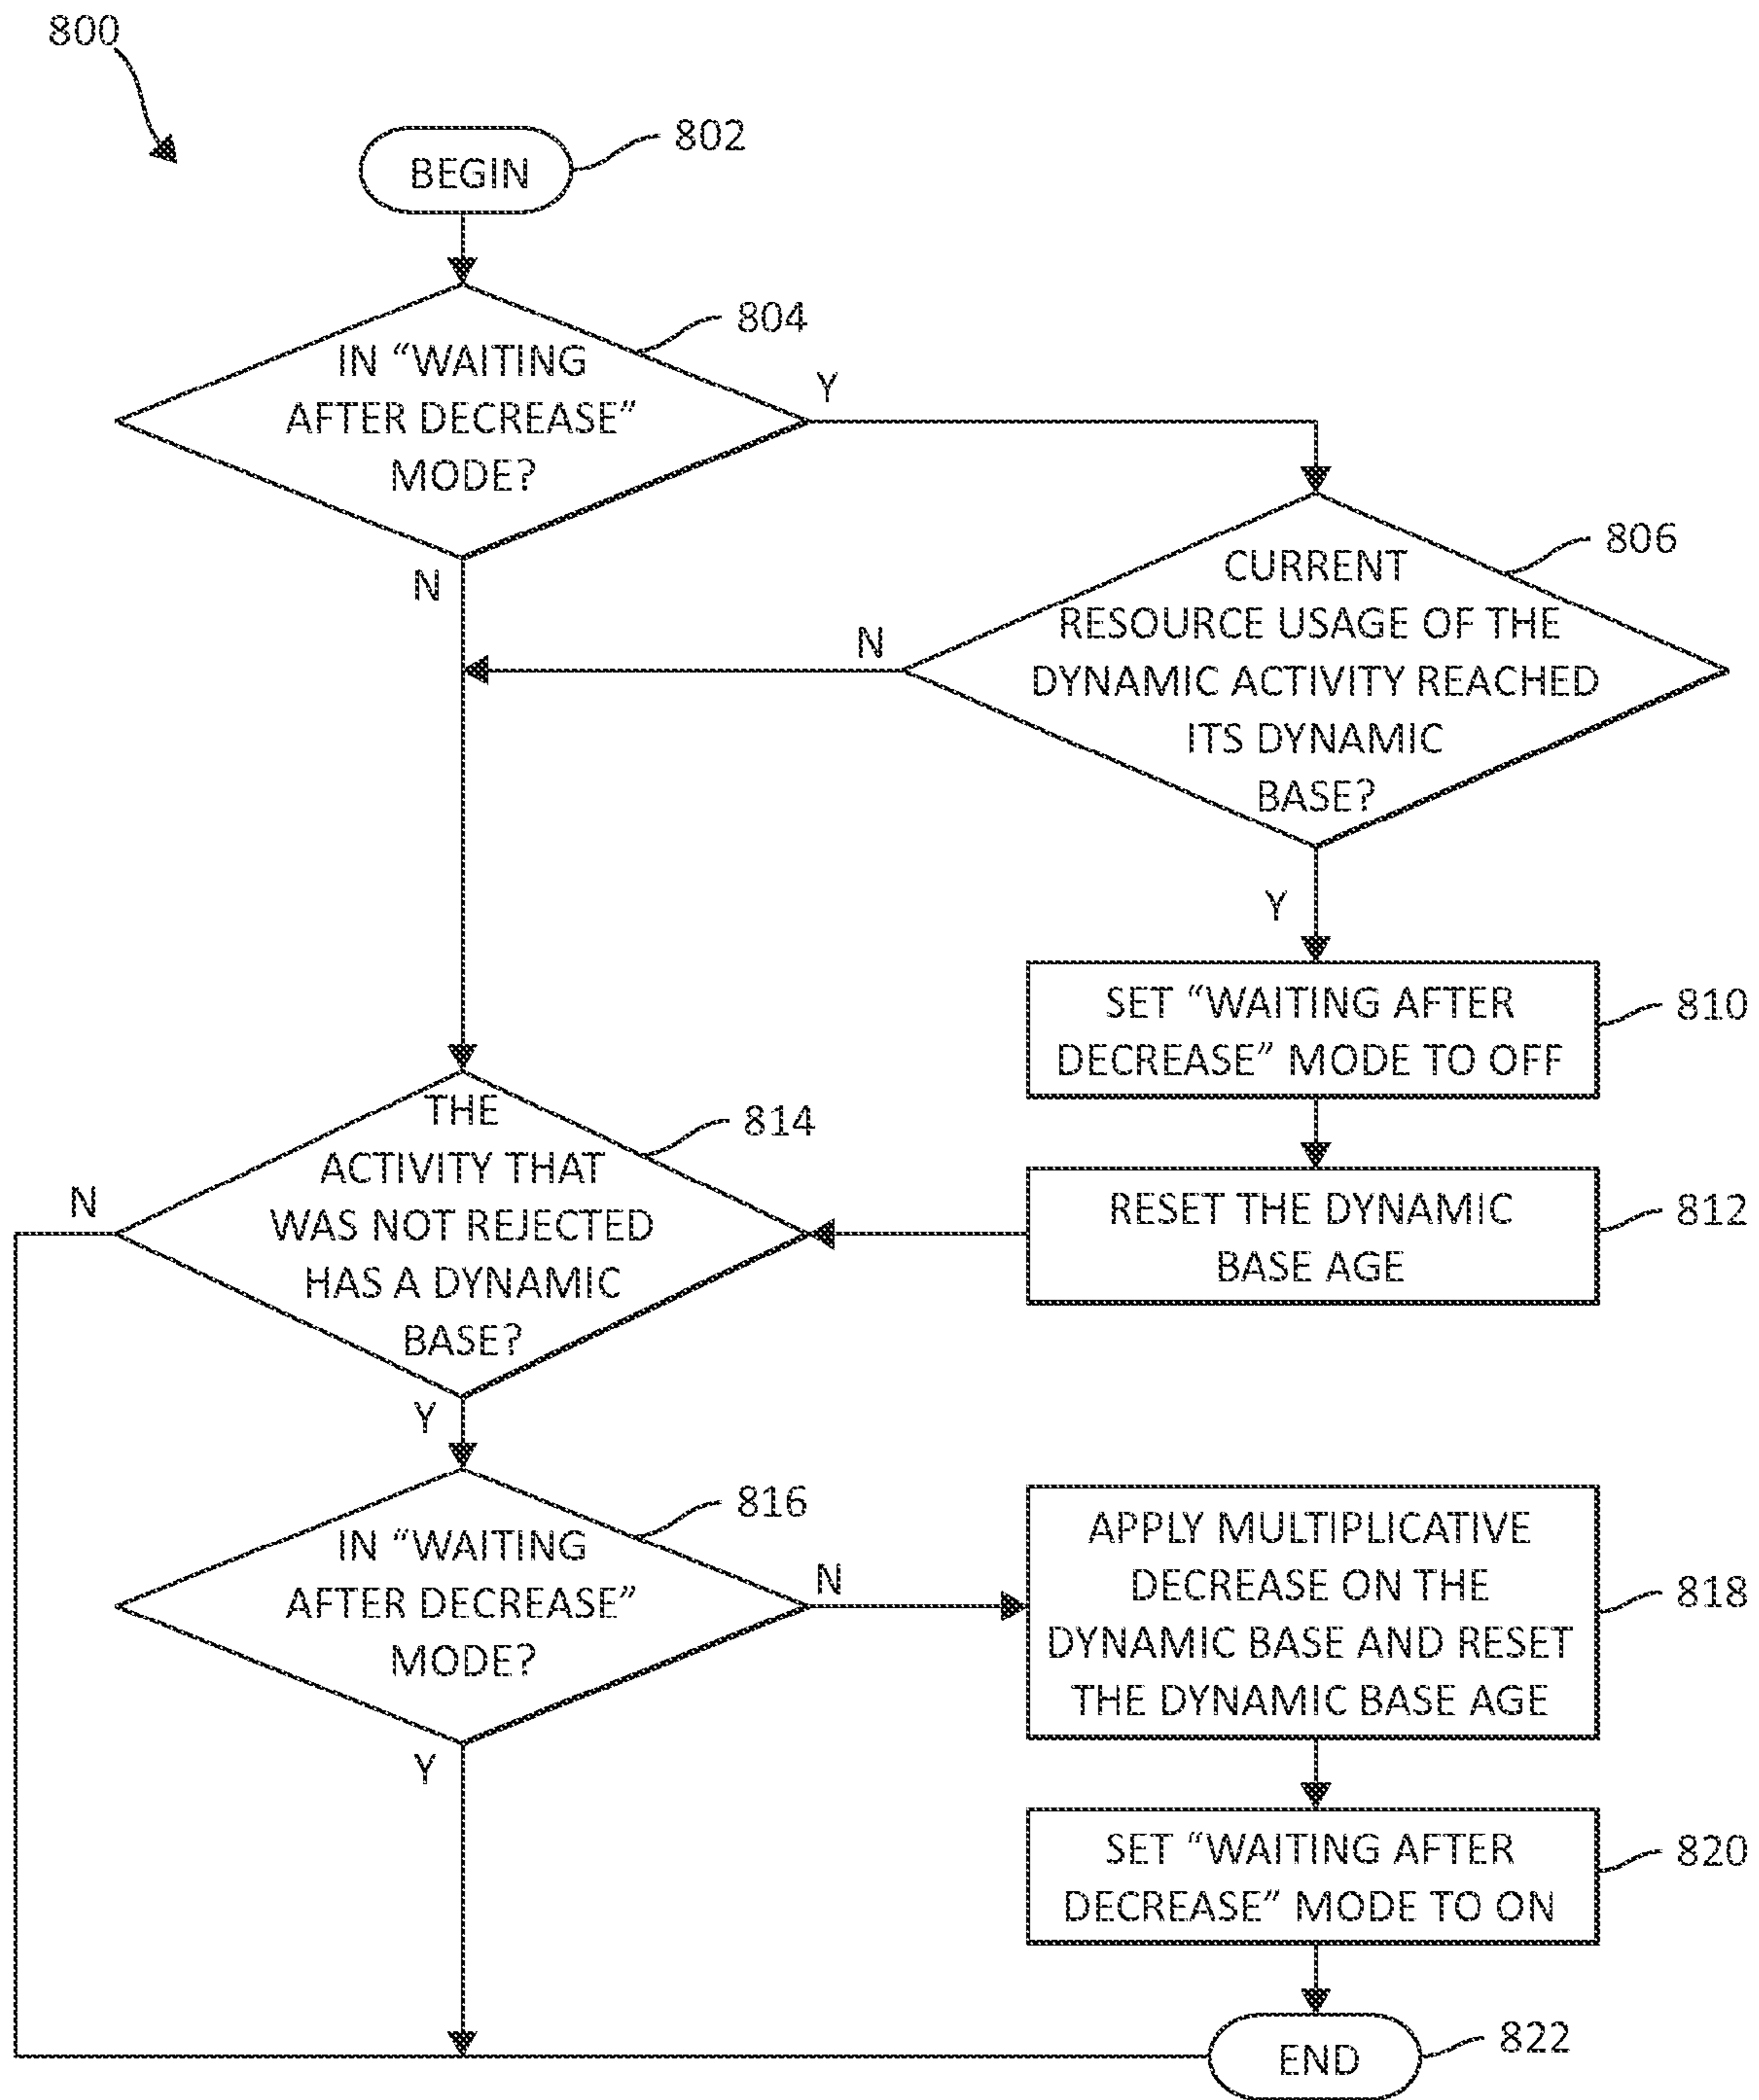 800
BEGIN
802
IN “WAITING
AFTER DECREASE”
MODE?
804
Y
N
CURRENT
RESOURCE USAGE OF THE
DYNAMIC ACTIVITY REACHED
ITS DYNAMIC
BASE?
806
N
Y
SET “WAITING AFTER
DECREASE” MODE TO OFF
810
RESET THE DYNAMIC
BASE AGE
812
THE
ACTIVITY THAT
WAS NOT REJECTED
HAS A DYNAMIC
BASE?
814
N
Y
IN “WAITING
AFTER DECREASE”
MODE?
816
N
Y
APPLY MULTIPLICATIVE
DECREASE ON THE
DYNAMIC BASE AND RESET
THE DYNAMIC BASE AGE
818
SET “WAITING AFTER
DECREASE” MODE TO ON
820
END
822